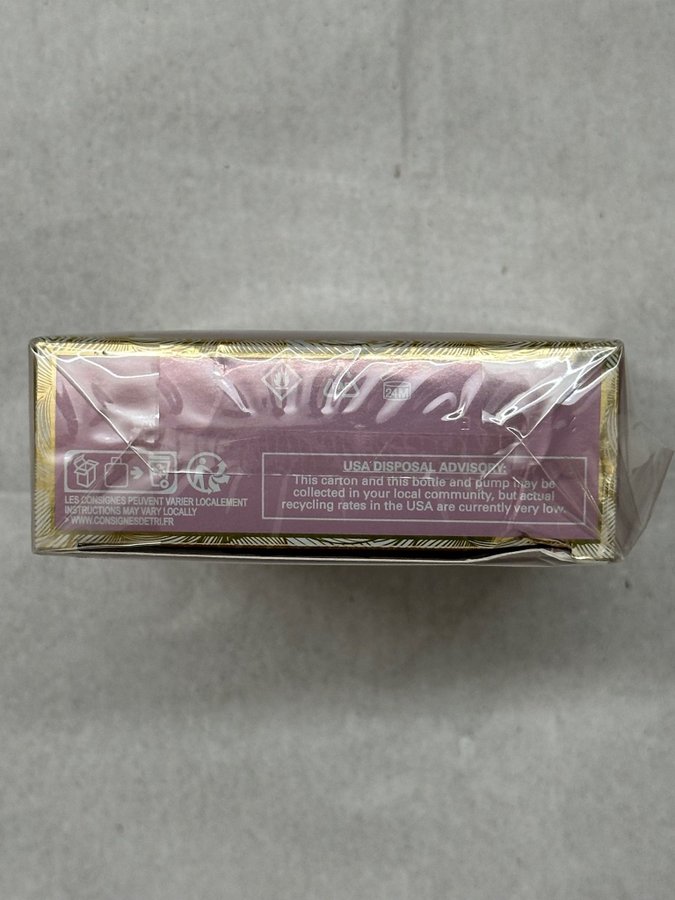 24M
USA DISPOSAL ADVISORY:
This carton and this bottle and pump may be
collected in your local community, but actual
recycling rates in the USA are currently very low.
LES CONSIGNES PEUVENT VARIER LOCALEMENT
INSTRUCTIONS MAY VARY LOCALLY
>WWW.CONSIGNESDETRI.FR